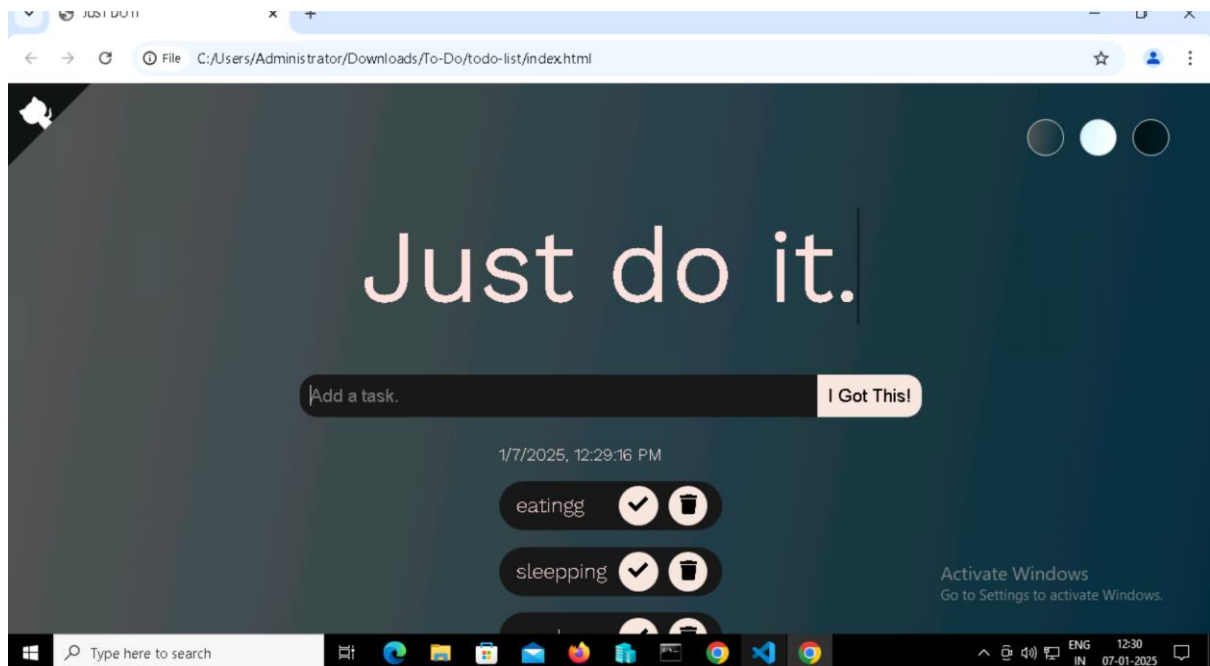 JUST DO IT
File C:/Users/Administrator/Downloads/To-Do/todo-list/index.html
Just do it.
Add a task.
I Got This!
1/7/2025, 12:29:16 PM
eatingg
sleepping
Activate Windows
Go to Settings to activate Windows.
Type here to search
ENG
IN
12:30
07-01-2025